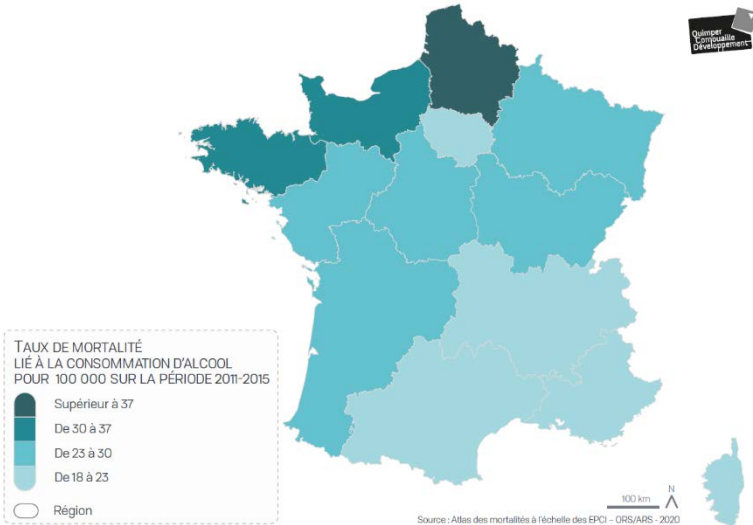 Quimper
Cornouaille
Développement
TAUX DE MORTALITÉ
LIÉ À LA CONSOMMATION D'ALCOOL
POUR 100 000 SUR LA PÉRIODE 2011-2015
Supérieur à 37
De 30 à 37
De 23 à 30
De 18 à 23
Région
100 km
N
Source : Atlas des mortalités à l'échelle des EPCI - ORS/ARS - 2020